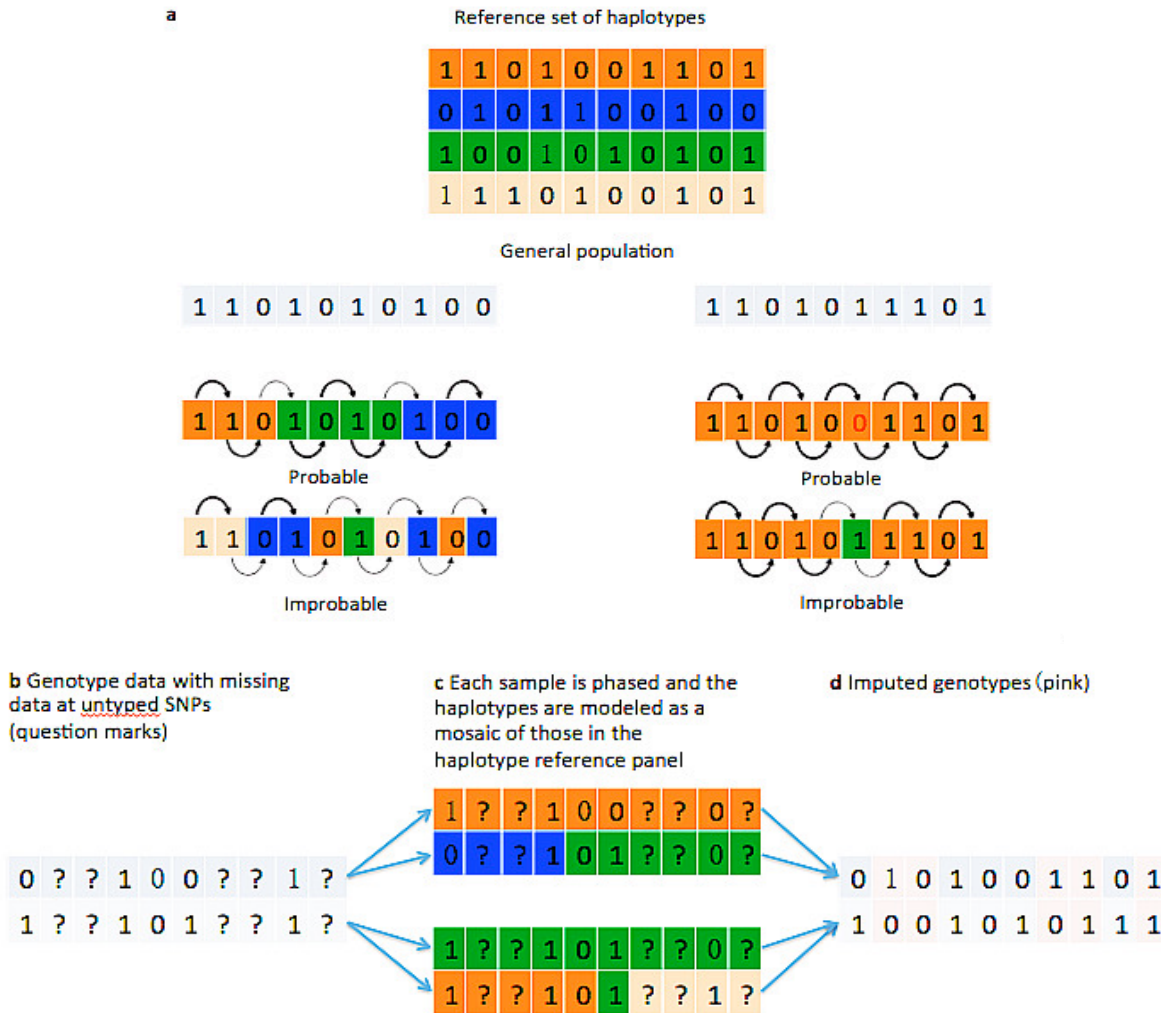 a
Reference set of haplotypes
1 1 0 1 0 0 1 1 0 1
0 1 0 1 1 0 0 1 0 0
1 0 0 1 0 1 0 1 0 1
1 1 1 0 1 0 0 1 0 1
General population
1 1 0 1 0 1 0 1 0 0
1 1 0 1 0 1 1 1 0 1
1 1 0 1 0 1 0 1 0 0
1 1 0 1 0 0 1 1 0 1
Probable
Probable
1 1 0 1 0 1 0 1 0 0
1 1 0 1 0 1 1 1 0 1
Improbable
Improbable
b Genotype data with missing
data at untyped SNPs
(question marks)
c Each sample is phased and the
haplotypes are modeled as a
mosaic of those in the
haplotype reference panel
d Imputed genotypes (pink)
1 ? ? 1 0 0 ? ? 0 ?
0 ? ? 1 0 1 ? ? 0 ?
0 ? ? 1 0 0 ? ? 1 ?
1 ? ? 1 0 1 ? ? 1 ?
1 ? ? 1 0 1 ? ? 0 ?
1 ? ? 1 0 1 ? ? 1 ?
0 1 0 1 0 0 1 1 0 1
1 0 0 1 0 1 0 1 1 1